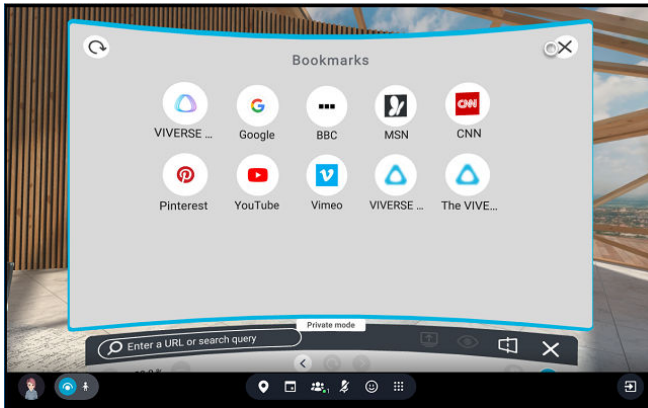 Bookmarks
VIVERSE ...
Google
BBC
MSN
CNN
Pinterest
YouTube
Vimeo
VIVERSE ...
The VIVE...
Private mode
Enter a URL or search query
1